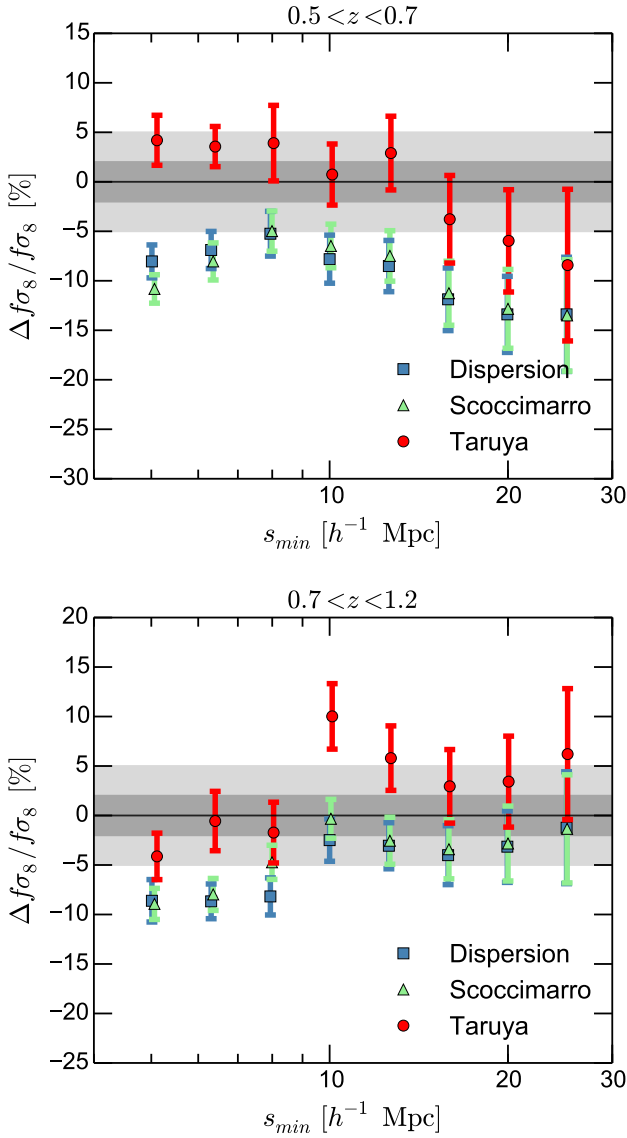 0.5 < z < 0.7
15
10
5
0
−5
−10
−15
−20
−25
−30
Δfσ₈/fσ₈ [%]
Dispersion
Scoccimarro
Taruya
10 20 30
s_min [h⁻¹ Mpc]
0.7 < z < 1.2
20
15
10
5
0
−5
−10
−15
−20
−25
Δfσ₈/fσ₈ [%]
Dispersion
Scoccimarro
Taruya
10 20 30
s_min [h⁻¹ Mpc]